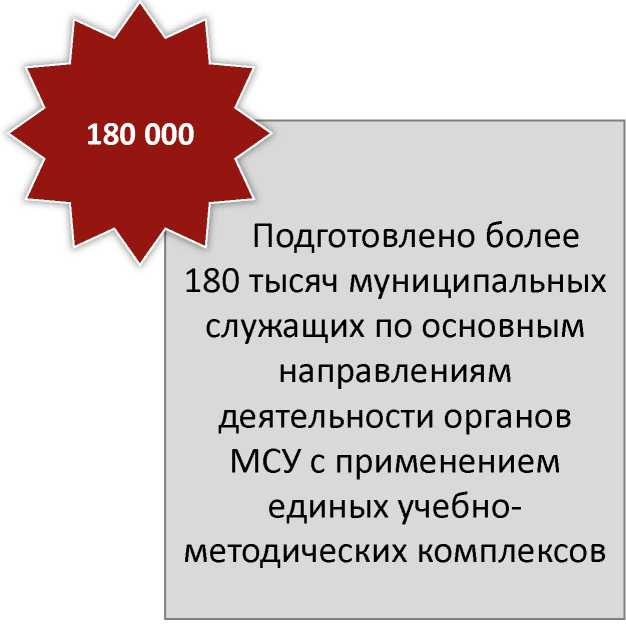 180 000
Подготовлено более
180 тысяч муниципальных
служащих по основным
направлениям
деятельности органов
МСУ с применением
единых учебно-
методических комплексов